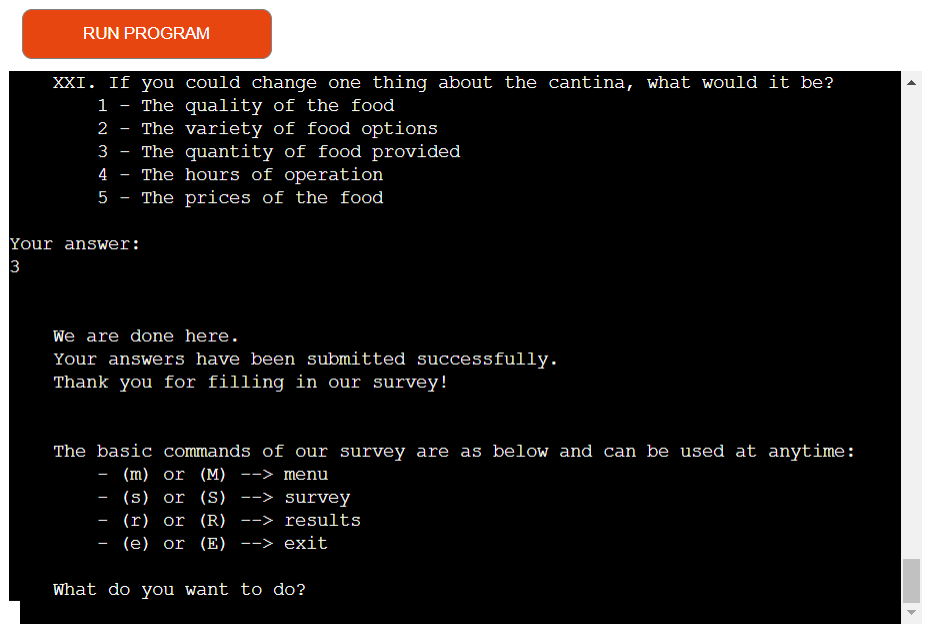 RUN PROGRAM
XXI. If you could change one thing about the cantina, what would it be?
1 - The quality of the food
2 - The variety of food options
3 - The quantity of food provided
4 - The hours of operation
5 - The prices of the food
Your answer:
3
We are done here.
Your answers have been submitted successfully.
Thank you for filling in our survey!
The basic commands of our survey are as below and can be used at anytime:
- (m) or (M) --> menu
- (s) or (S) --> survey
- (r) or (R) --> results
- (e) or (E) --> exit
What do you want to do?